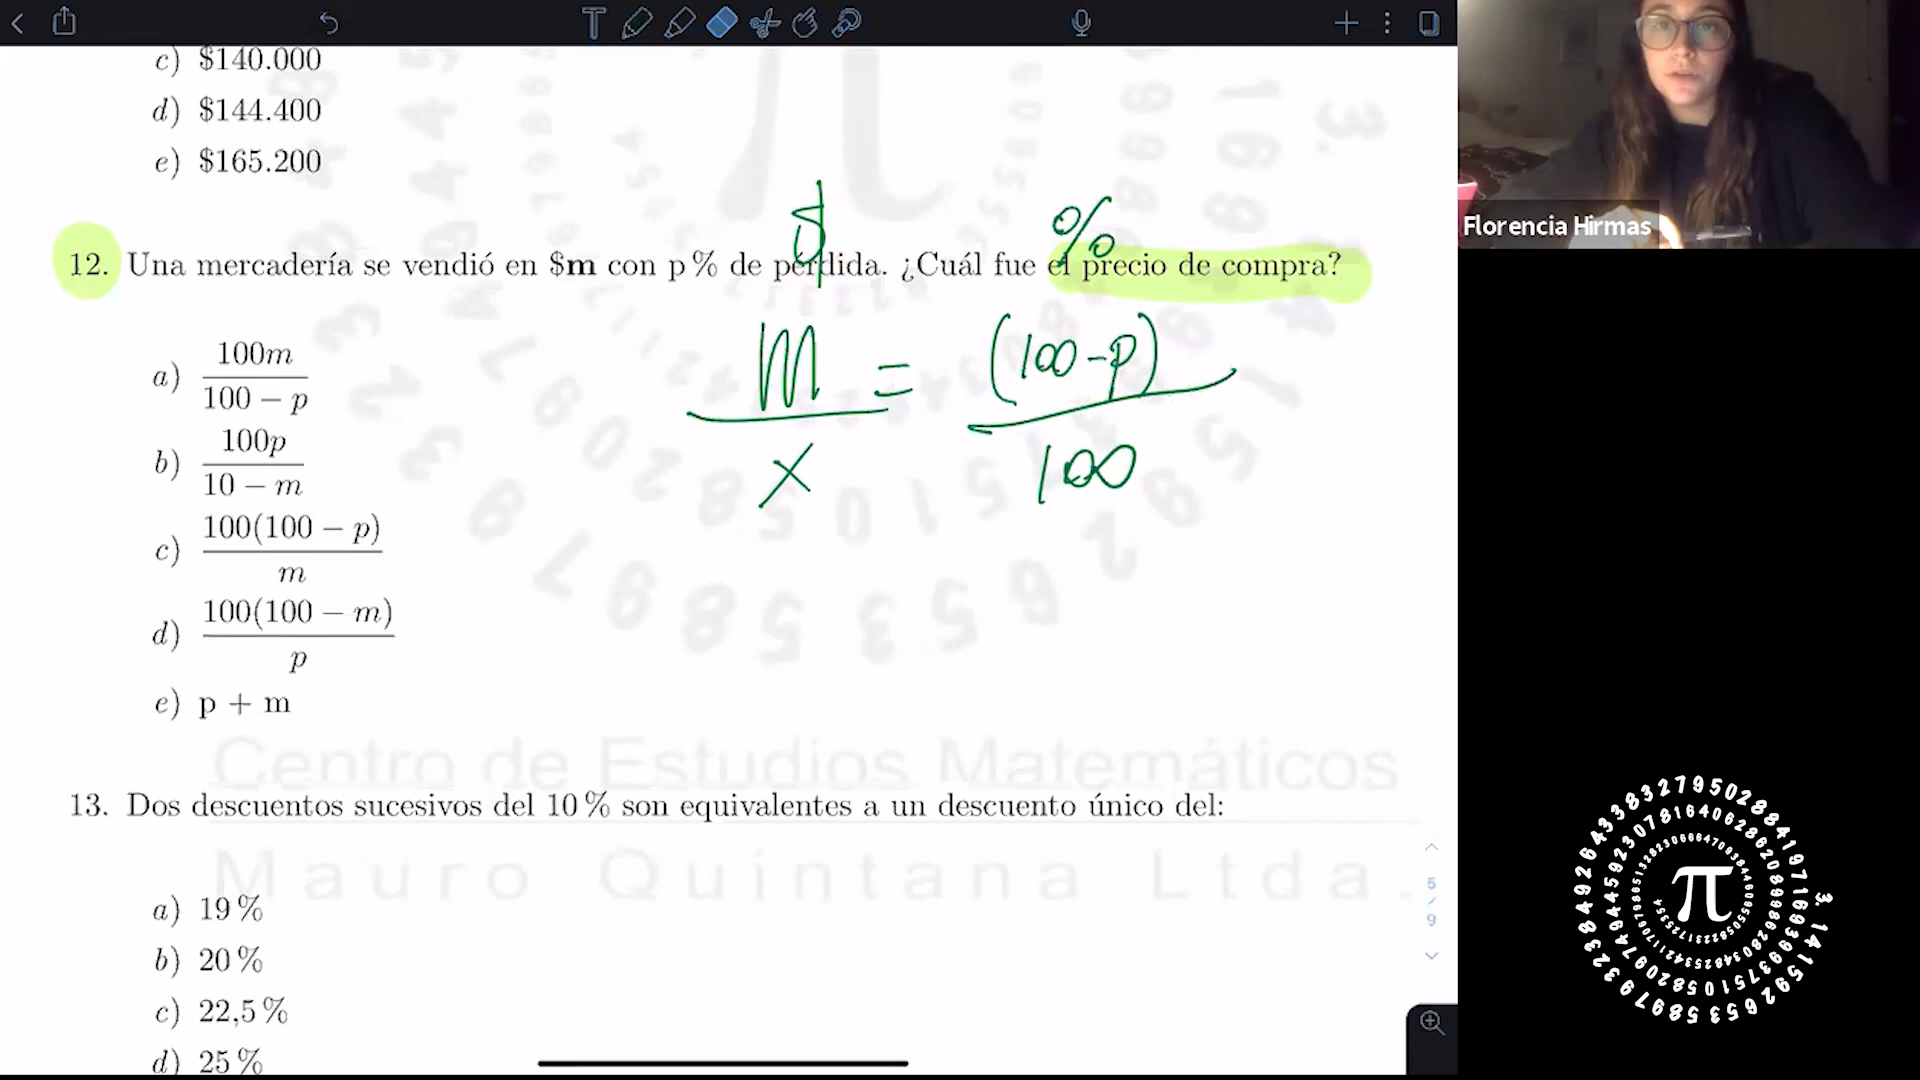 c) $140.000
d) $144.400
e) $165.200
$ %
12. Una mercadería se vendió en $m con p % de pérdida. ¿Cuál fue el precio de compra?
m/x = (100-p)/100
a) 100m/(100 − p)
b) 100p/(10 − m)
c) 100(100 − p)/m
d) 100(100 − m)/p
e) p + m
Centro de Estudios Matemáticos
13. Dos descuentos sucesivos del 10 % son equivalentes a un descuento único del:
Mauro Quintana Ltda.
a) 19 %
b) 20 %
c) 22,5 %
d) 25 %
5
/
9
Florencia Hirmas
π